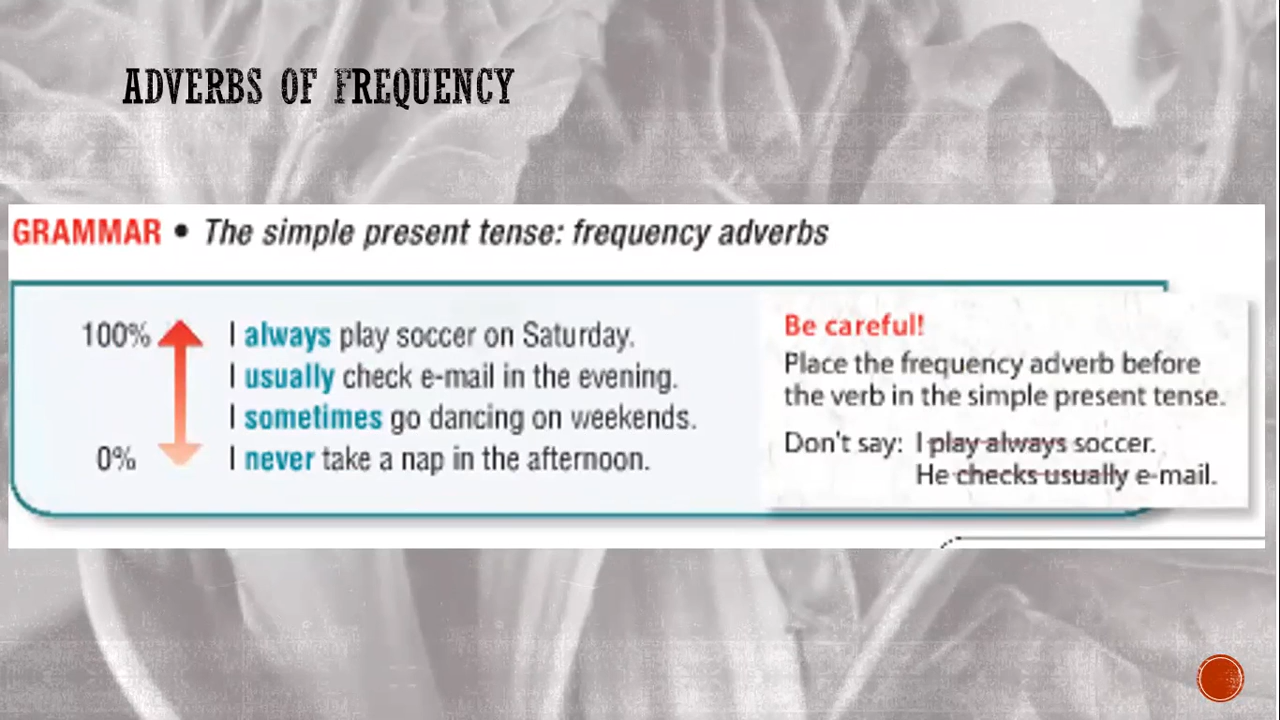 ADVERBS OF FREQUENCY
GRAMMAR • The simple present tense: frequency adverbs
100% I always play soccer on Saturday.
I usually check e-mail in the evening.
I sometimes go dancing on weekends.
0% I never take a nap in the afternoon.
Be careful!
Place the frequency adverb before
the verb in the simple present tense.
Don't say: I play always soccer.
He checks usually e-mail.